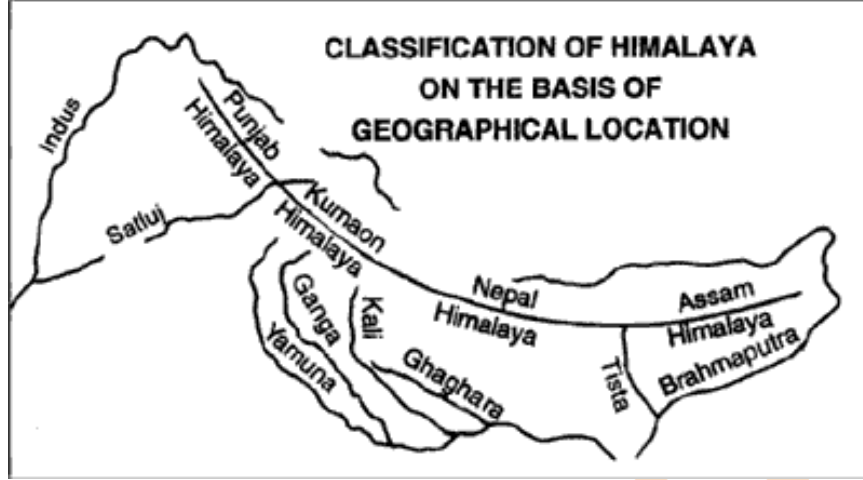 CLASSIFICATION OF HIMALAYA
ON THE BASIS OF
GEOGRAPHICAL LOCATION
Indus
Punjab
Himalaya
Satluj
Kumaon
Himalaya
Ganga
Yamuna
Kali
Ghaghara
Nepal
Himalaya
Assam
Himalaya
Tista
Brahmaputra